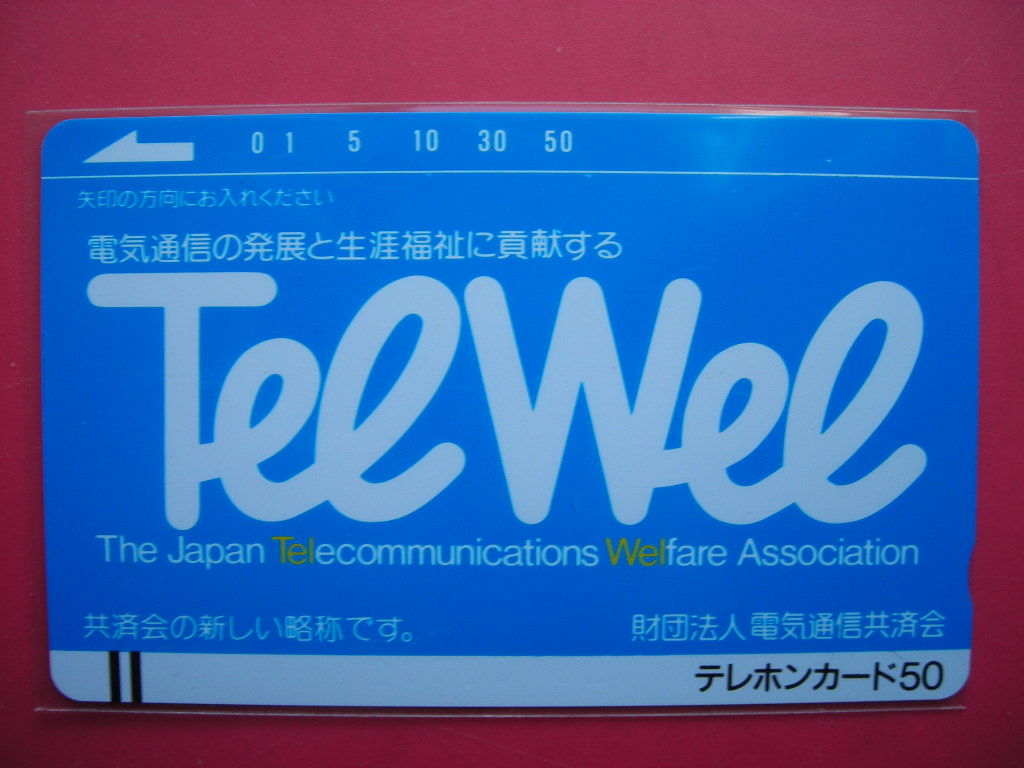 0 1 5 10 30 50
矢印の方向にお入れください
電気通信の発展と生涯福祉に貢献する
TelWel
The Japan Telecommunications Welfare Association
共済会の新しい略称です。
財団法人電気通信共済会
テレホンカード50